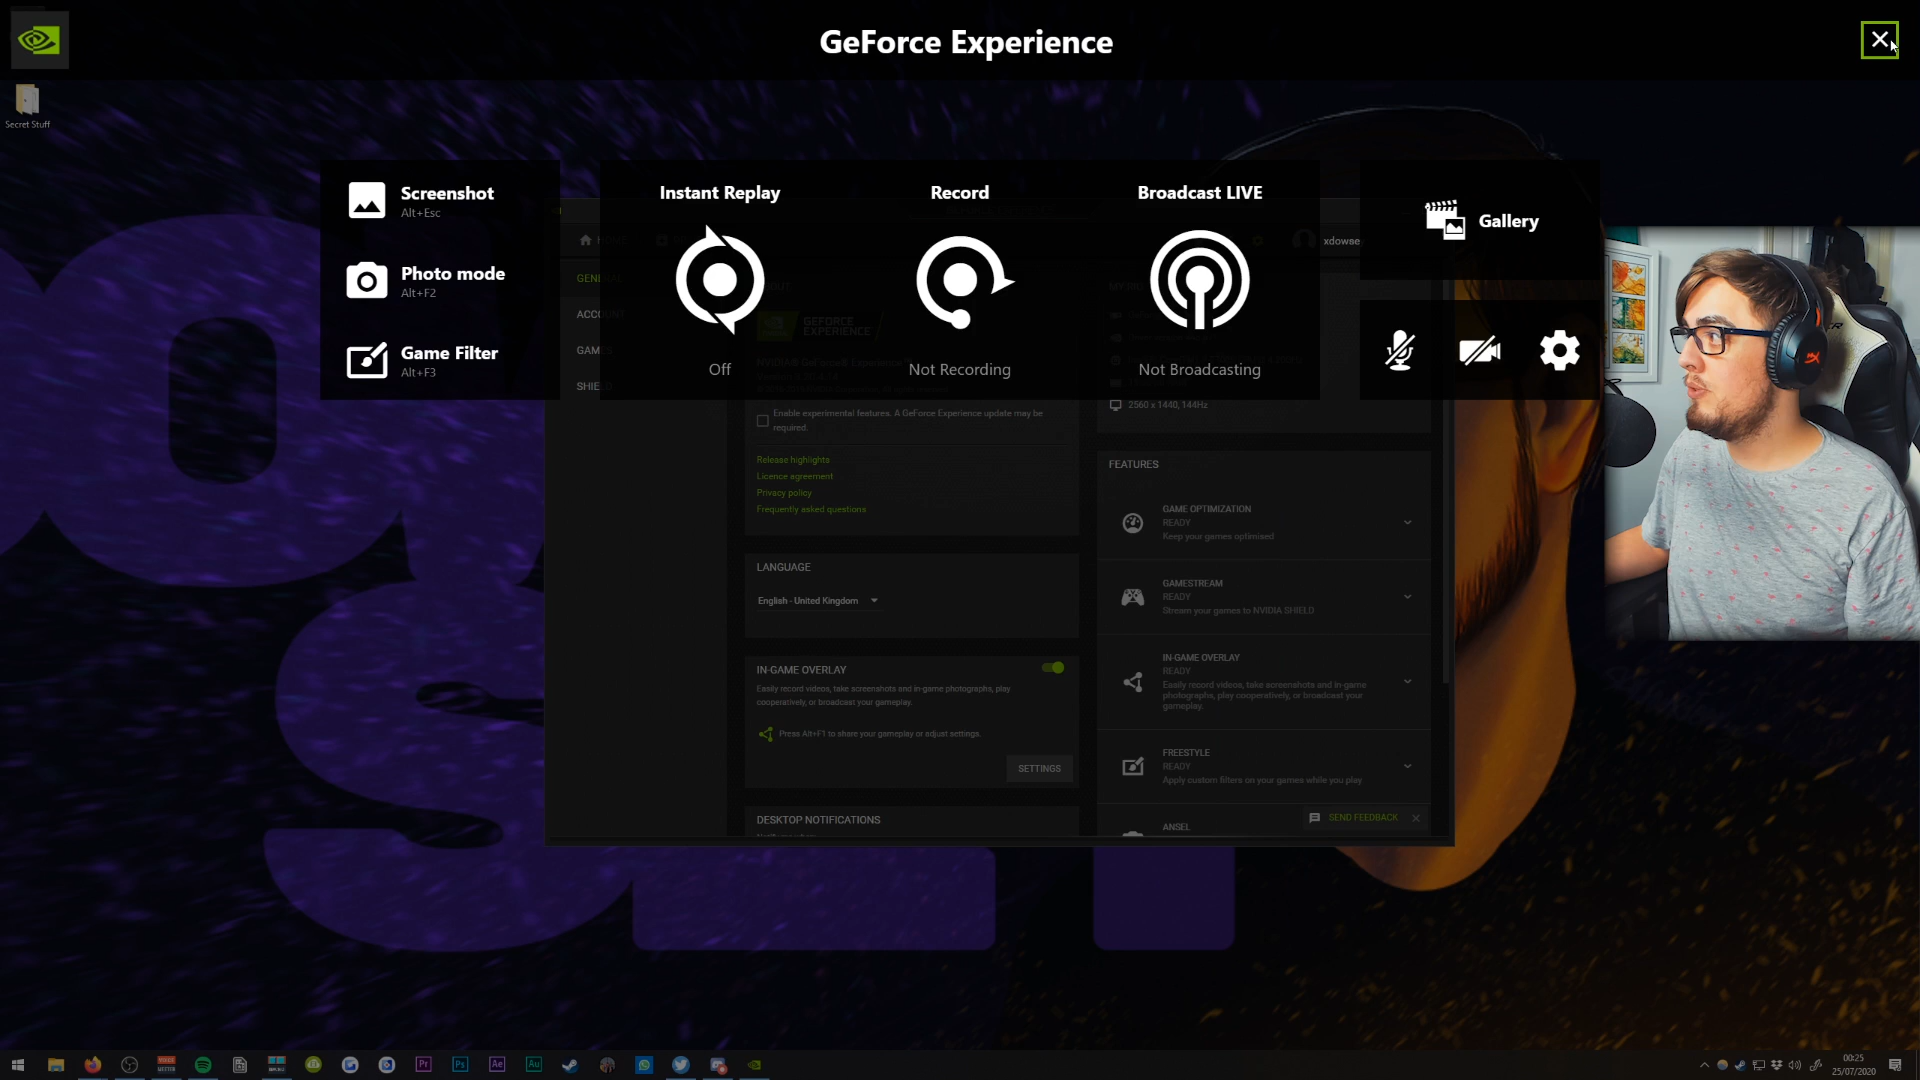 GeForce Experience
Secret Stuff
Screenshot
Alt+Esc
Photo mode
Alt+F2
Game Filter
Alt+F3
Instant Replay
Off
Record
Not Recording
Broadcast LIVE
Not Broadcasting
Gallery
xdowse
GEFORCE
EXPERIENCE
Enable experimental features. A GeForce Experience update may be
required.
Release highlights
Licence agreement
Privacy policy
Frequently asked questions
LANGUAGE
English - United Kingdom
IN-GAME OVERLAY
Easily record videos, take screenshots and in-game photographs, play
cooperatively, or broadcast your gameplay.
Press Alt+F1 to share your gameplay or adjust settings.
SETTINGS
DESKTOP NOTIFICATIONS
2560 x 1440, 144Hz
FEATURES
GAME OPTIMIZATION
READY
Keep your games optimised
GAMESTREAM
READY
Stream your games to NVIDIA SHIELD
IN-GAME OVERLAY
READY
Easily record videos, take screenshots and in-game
photographs, play cooperatively, or broadcast your
gameplay.
FREESTYLE
READY
Apply custom filters on your games while you play
ANSEL
SEND FEEDBACK
Pr
Ps
Ae
Au
00:25
25/07/2020